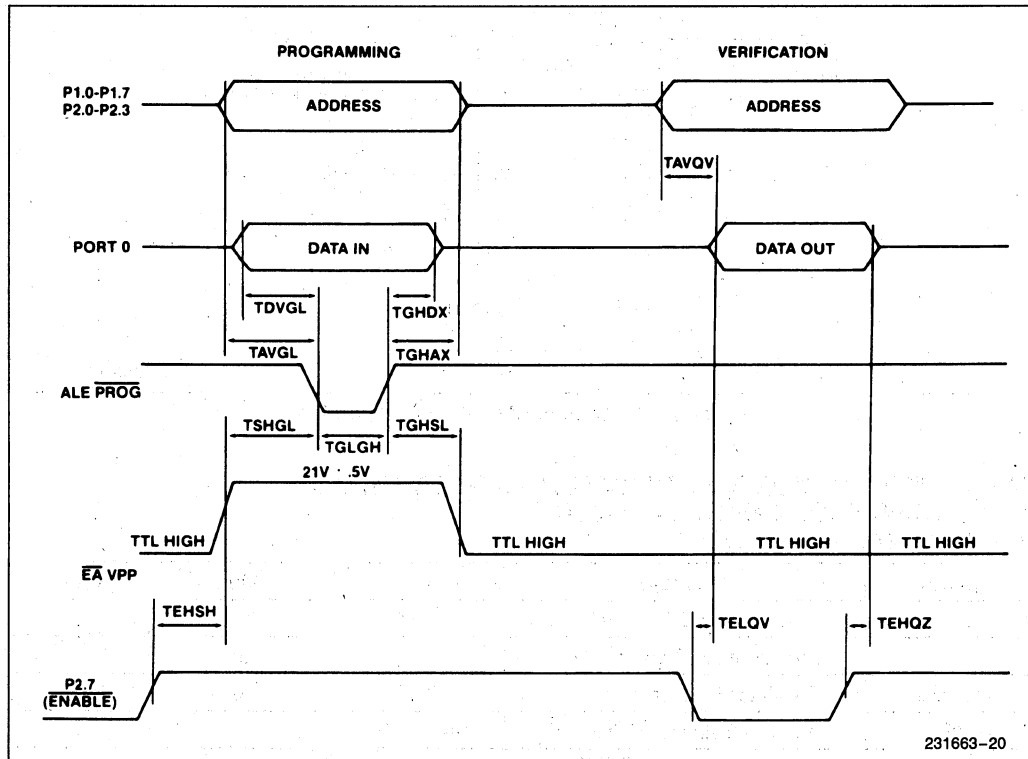 PROGRAMMING
VERIFICATION
P1.0-P1.7
P2.0-P2.3
ADDRESS
ADDRESS
TAVQV
PORT 0
DATA IN
DATA OUT
TDVGL
TGHDX
TAVGL
TGHAX
ALE PROG
TSHGL
TGHSL
TGLGH
21V · .5V
TTL HIGH
TTL HIGH
TTL HIGH
TTL HIGH
EA VPP
TEHSH
TELQV
TEHQZ
P2.7
(ENABLE)
231663-20